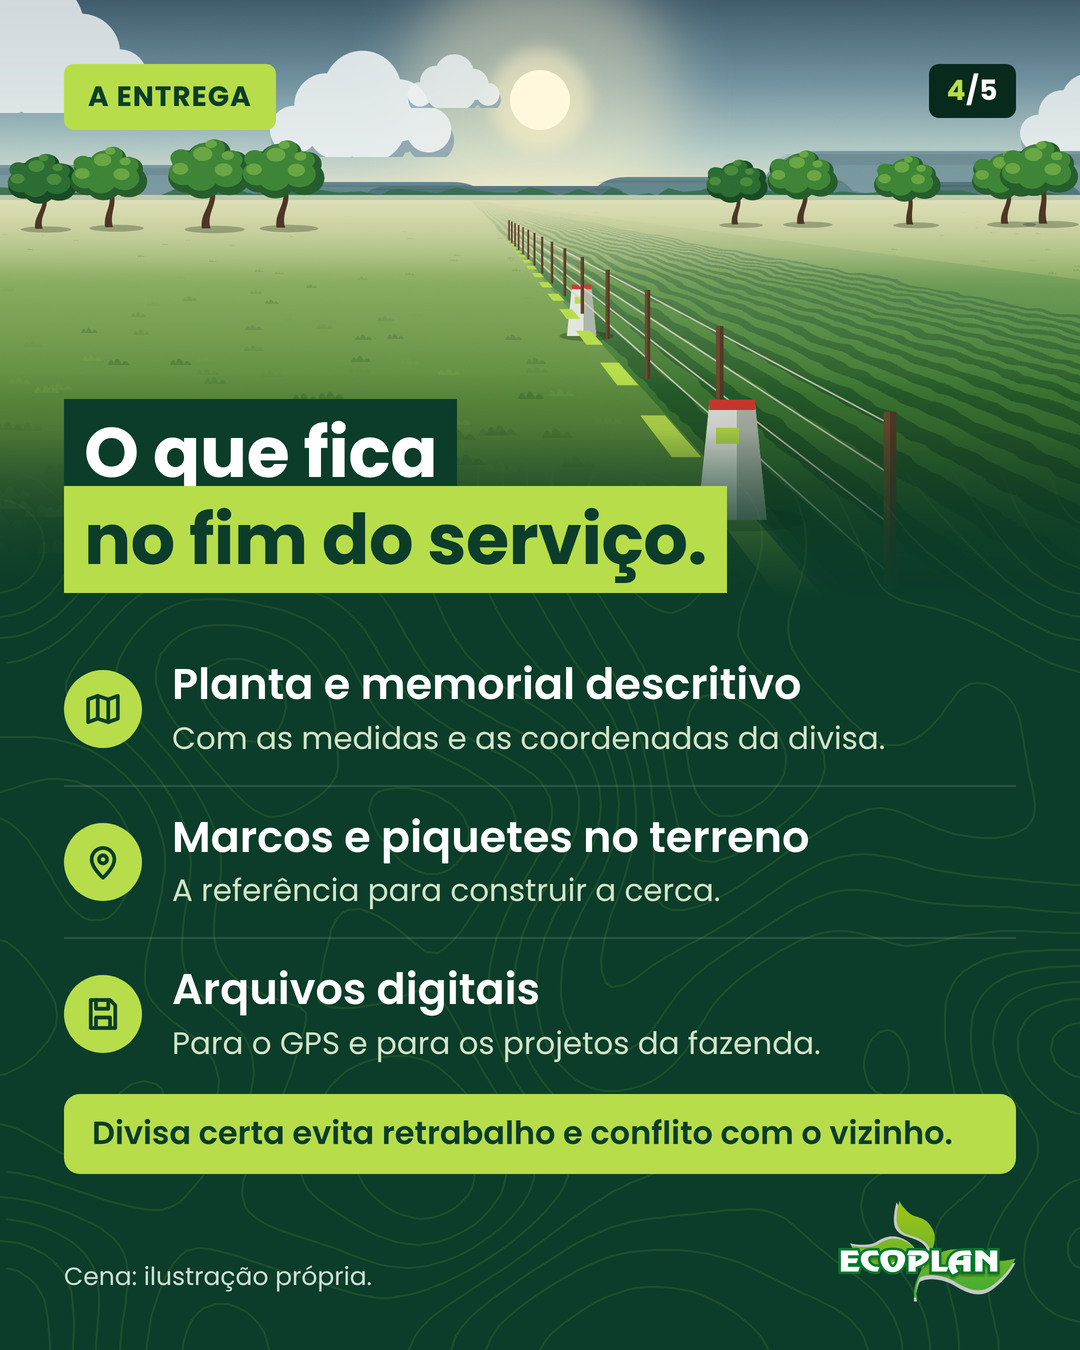 A ENTREGA
4/5
O que fica
no fim do serviço.
Planta e memorial descritivo
Com as medidas e as coordenadas da divisa.
Marcos e piquetes no terreno
A referência para construir a cerca.
Arquivos digitais
Para o GPS e para os projetos da fazenda.
Divisa certa evita retrabalho e conflito com o vizinho.
Cena: ilustração própria.
ECOPLAN